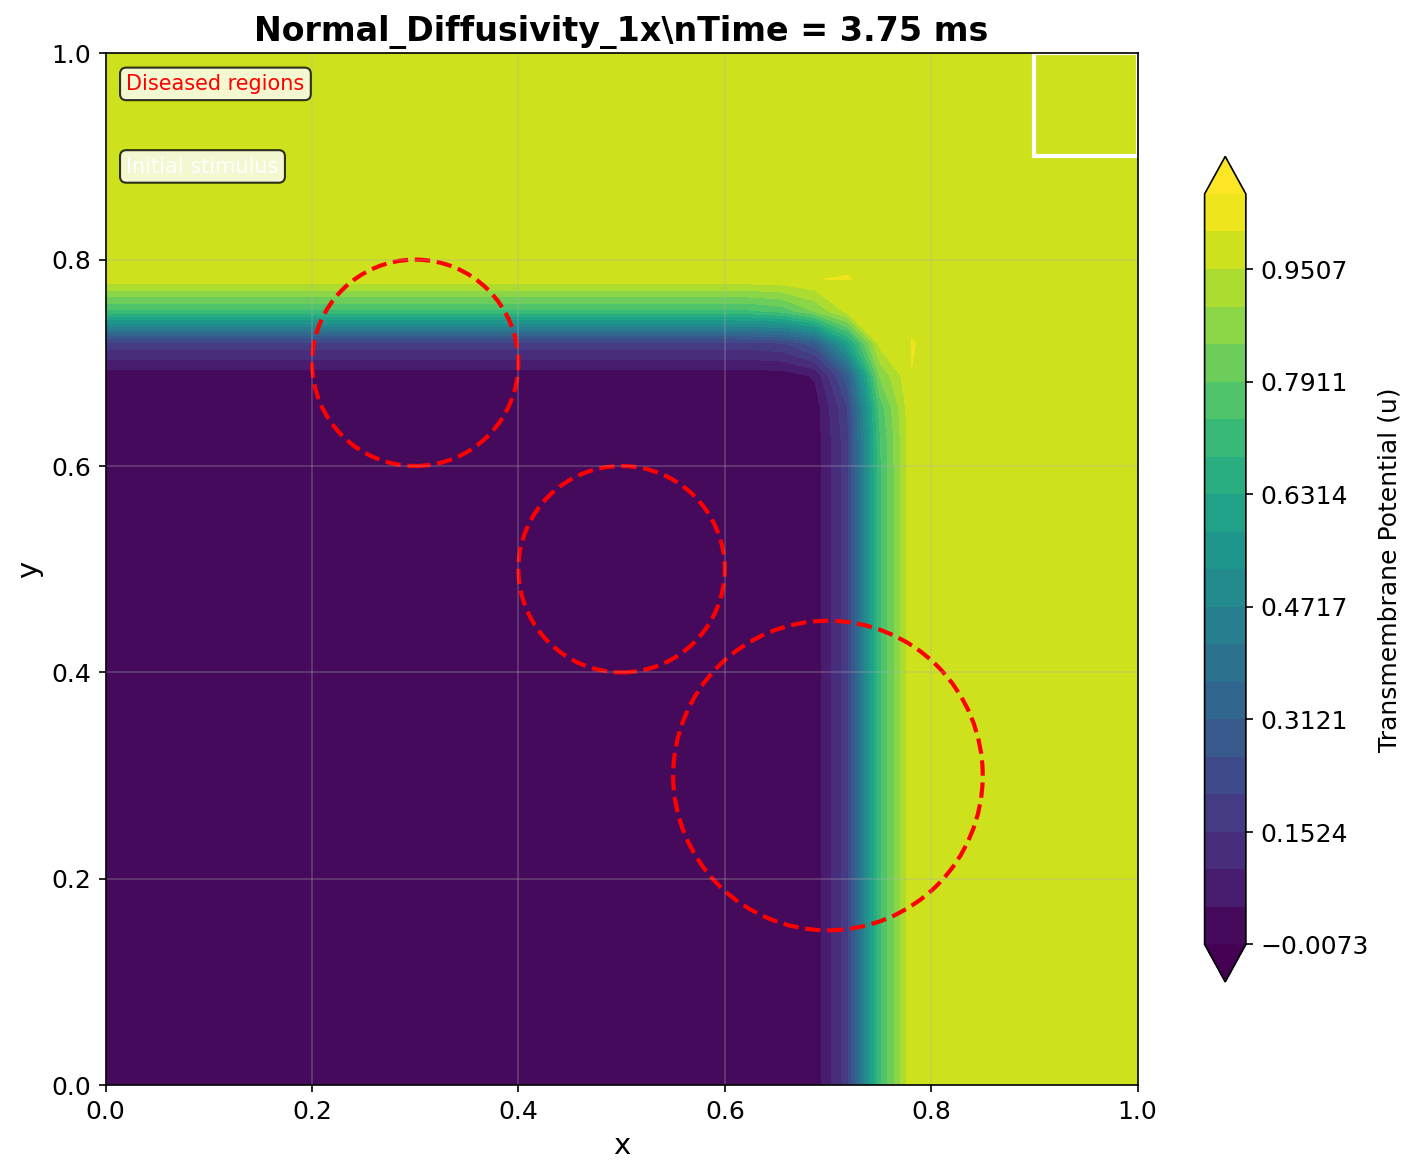 Normal_Diffusivity_1x\nTime = 3.75 ms
Diseased regions
Initial stimulus
1.0
0.8
0.6
0.4
0.2
0.0
y
0.0 0.2 0.4 0.6 0.8 1.0
x
0.9507
0.7911
0.6314
0.4717
0.3121
0.1524
−0.0073
Transmembrane Potential (u)